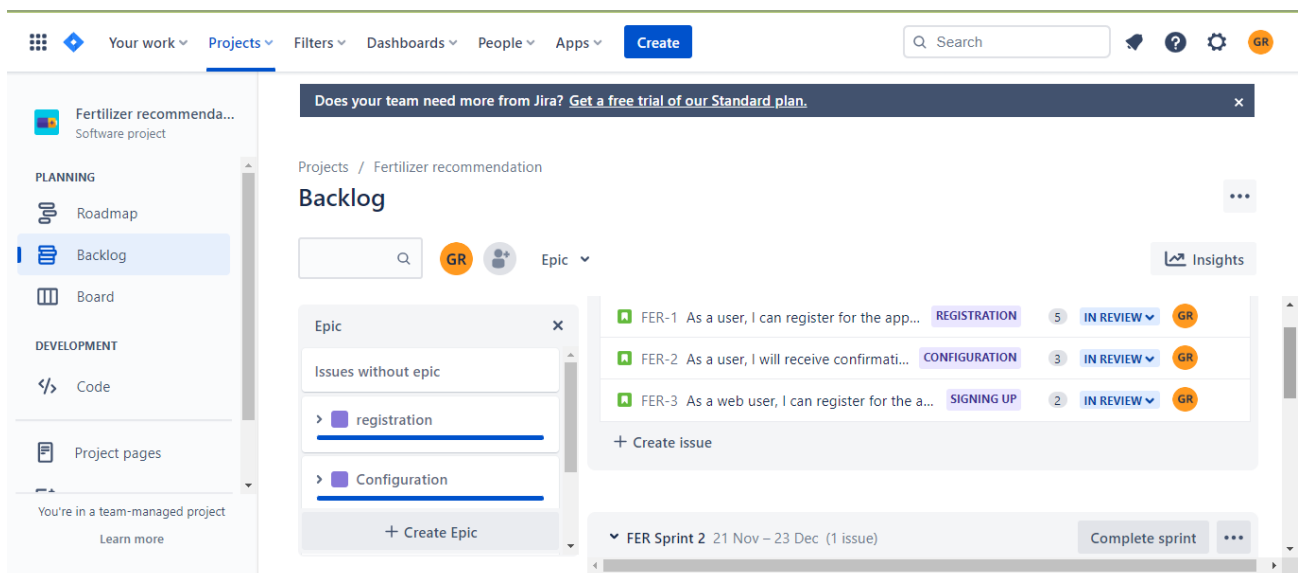 Your work Projects Filters Dashboards People Apps Create Search GR
Does your team need more from Jira? Get a free trial of our Standard plan. ×
Fertilizer recommenda...
Software project
PLANNING
Roadmap
Backlog
Board
DEVELOPMENT
Code
Project pages
You're in a team-managed project
Learn more
Projects / Fertilizer recommendation
Backlog
GR Epic Insights
Epic ×
Issues without epic
registration
Configuration
+ Create Epic
FER-1 As a user, I can register for the app... REGISTRATION 5 IN REVIEW GR
FER-2 As a user, I will receive confirmati... CONFIGURATION 3 IN REVIEW GR
FER-3 As a web user, I can register for the a... SIGNING UP 2 IN REVIEW GR
+ Create issue
FER Sprint 2 21 Nov – 23 Dec (1 issue) Complete sprint